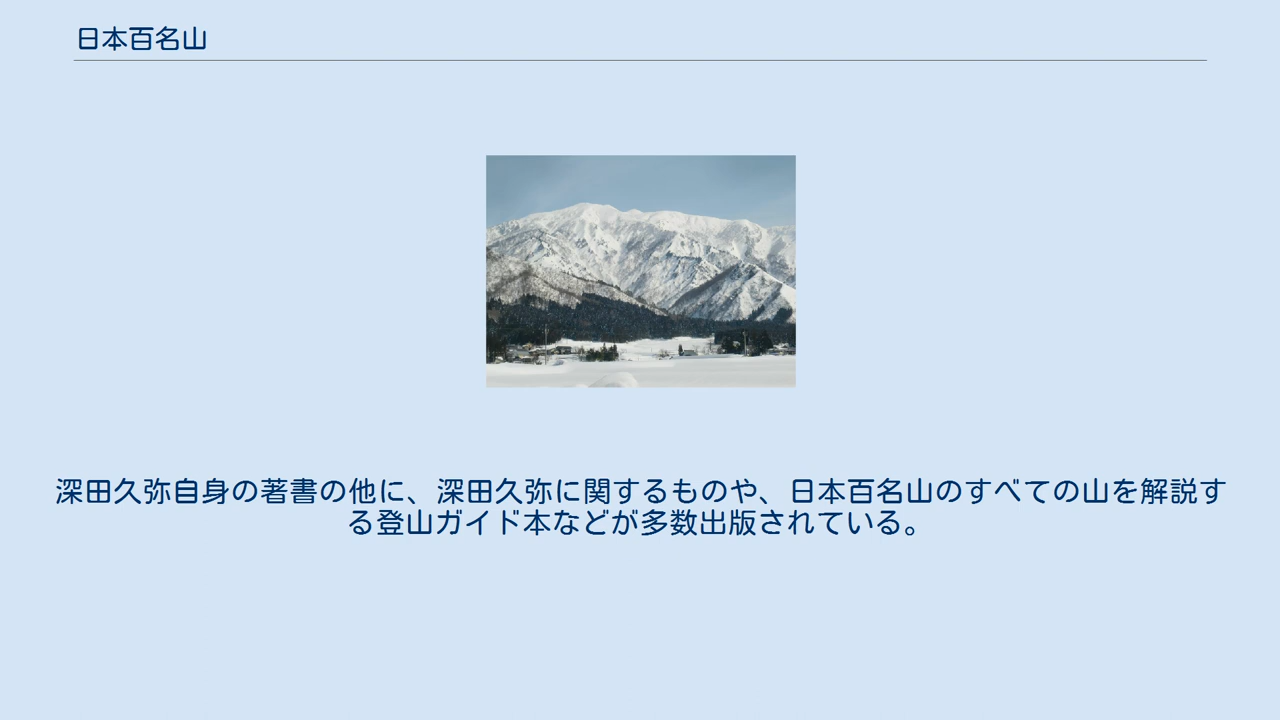 日本百名山
深田久弥自身の著書の他に、深田久弥に関するものや、日本百名山のすべての山を解説す
る登山ガイド本などが多数出版されている。